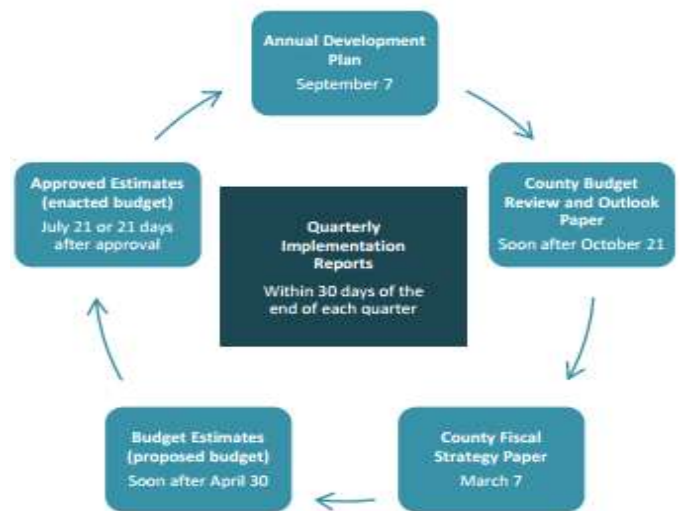 Annual Development
Plan
September 7
County Budget
Review and Outlook
Paper
Soon after October 21
County Fiscal
Strategy Paper
March 7
Budget Estimates
(proposed budget)
Soon after April 30
Approved Estimates
(enacted budget)
July 21 or 21 days
after approval
Quarterly
Implementation
Reports
Within 30 days of the
end of each quarter